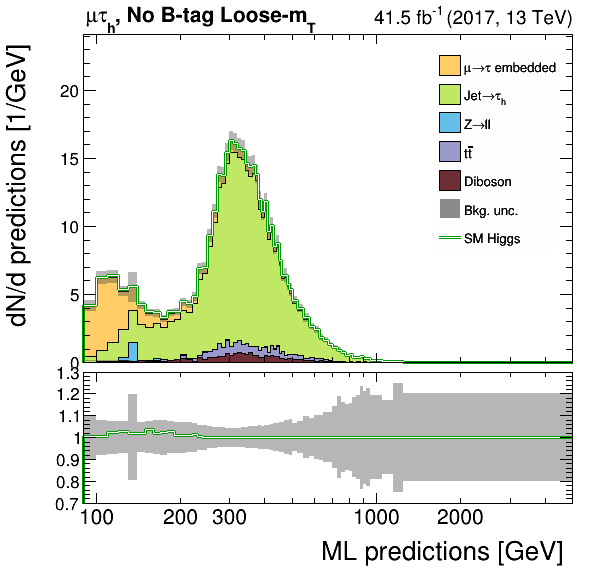 μτh, No B-tag Loose-mT
41.5 fb-1 (2017, 13 TeV)
dN/d predictions [1/GeV]
20
15
10
5
0
μ→τ embedded
Jet→τh
Z→ll
tt̄
Diboson
Bkg. unc.
SM Higgs
1.3
1.2
1.1
1
0.9
0.8
0.7
100 200 300 1000 2000
ML predictions [GeV]